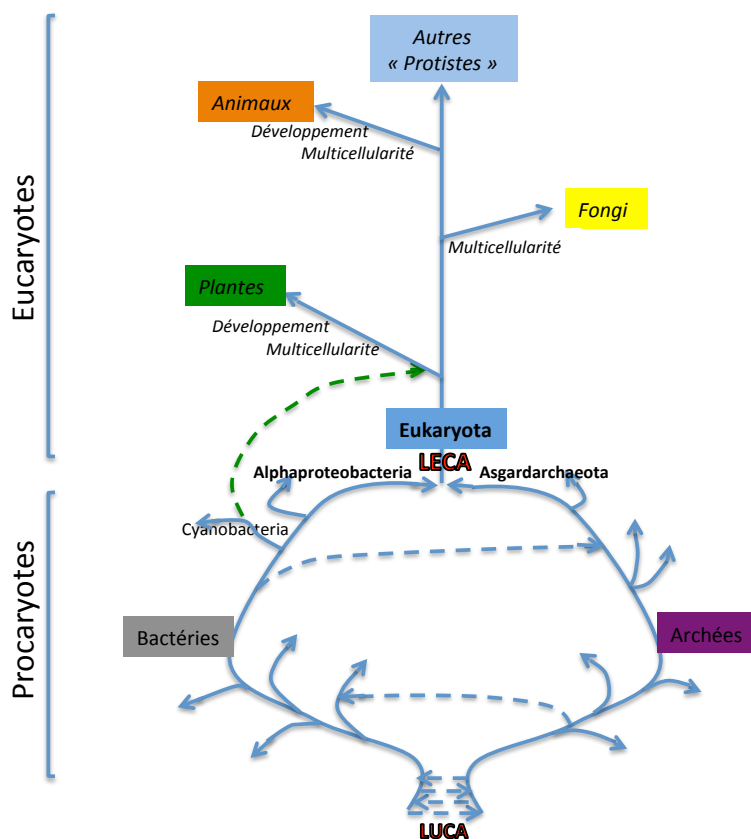 Autres
« Protistes »
Animaux
Développement
Multicellularité
Fongi
Multicellularité
Plantes
Développement
Multicellularite
Eukaryota
LECA
Alphaproteobacteria
Asgardarchaeota
Cyanobacteria
Bactéries
Archées
LUCA
Eucaryotes
Procaryotes